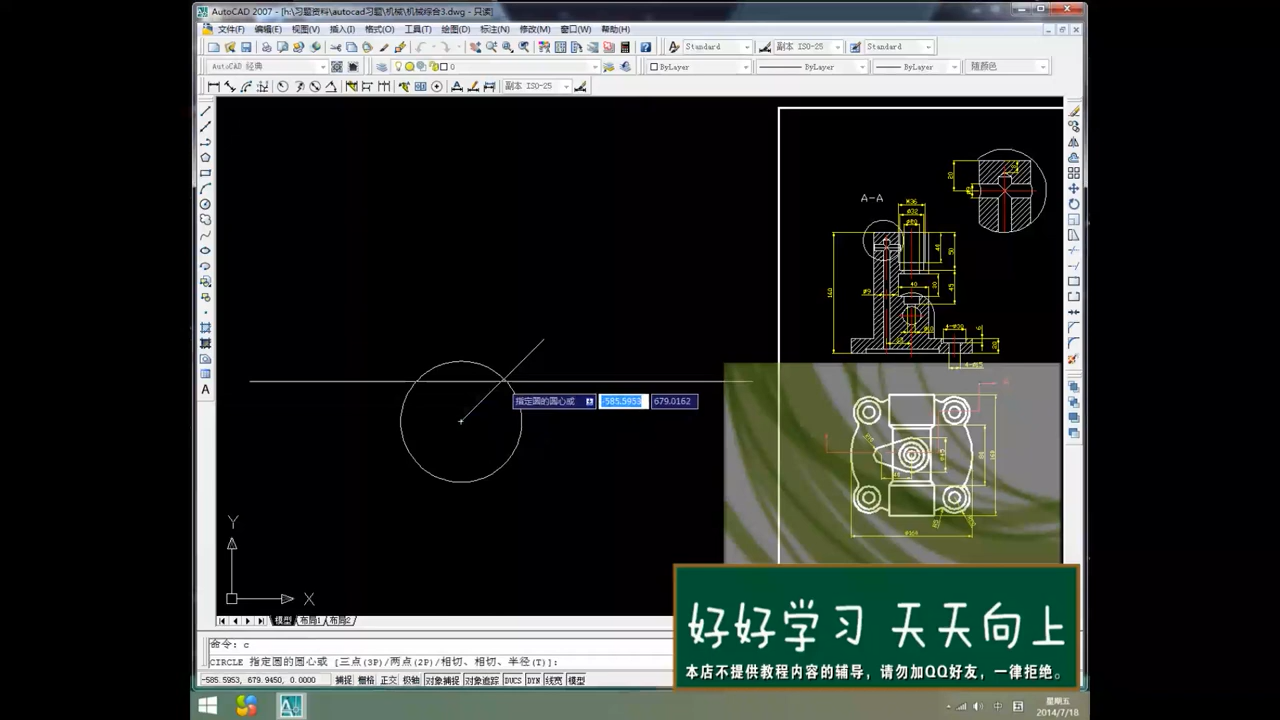 AutoCAD 2007 - [h:\习题资料\autocad习题\机械\机械综合3.dwg - 只读]
文件(F) 编辑(E) 视图(V) 插入(I) 格式(O) 工具(T) 绘图(D) 标注(N) 修改(M) 窗口(W) 帮助(H)
Standard 副本 ISO-25 Standard
AutoCAD 经典 0 ByLayer ByLayer ByLayer 随颜色
副本 ISO-25
A-A
指定圆的圆心或 -585.5953 679.0162
Y
X
模型 布局1 布局2
命令: c
CIRCLE 指定圆的圆心或 [三点(3P)/两点(2P)/相切、相切、半径(T)]:
-585.5953, 679.9450, 0.0000 捕捉 栅格 正交 极轴 对象捕捉 对象追踪 DUCS DYN 线宽 模型
好好学习 天天向上
本店不提供教程内容的辅导，请勿加QQ好友，一律拒绝。
中 五
星期五
2014/7/18